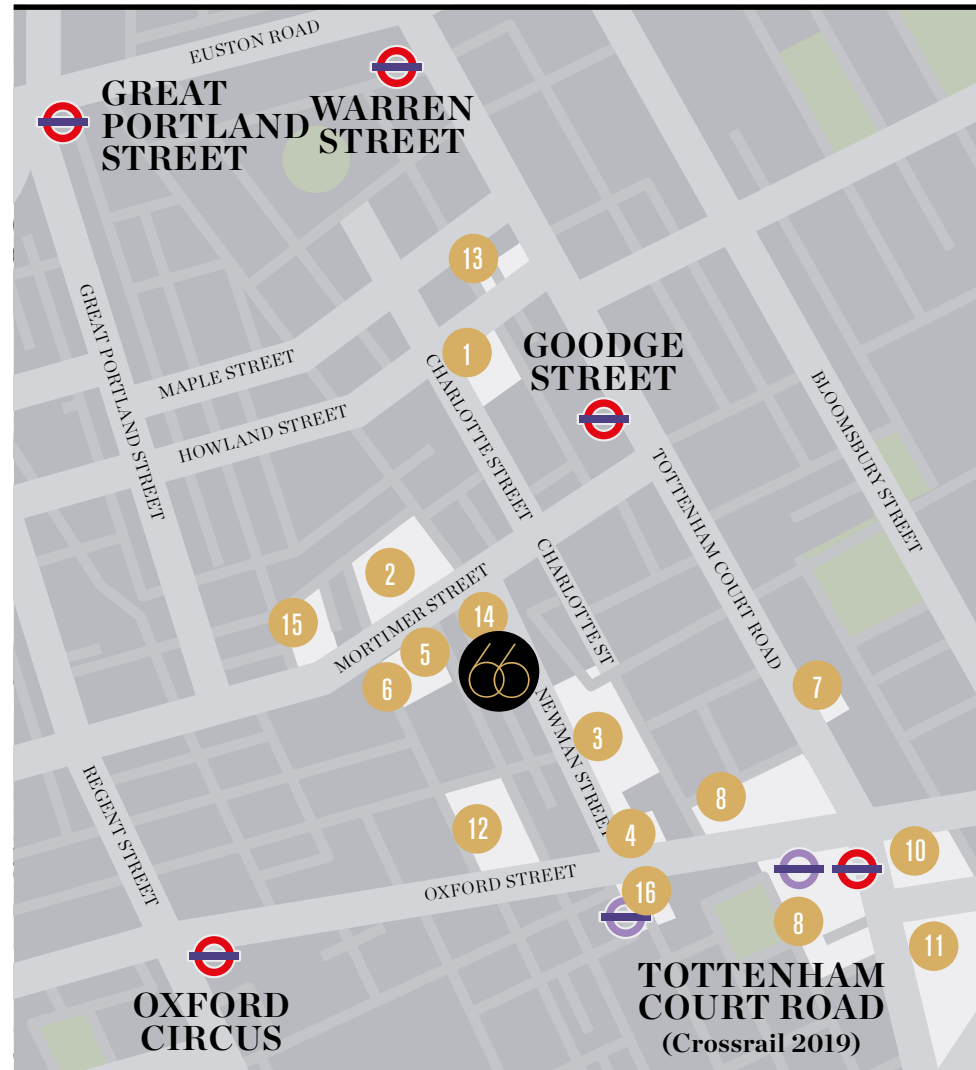 EUSTON ROAD
GREAT
PORTLAND
STREET
WARREN
STREET
13
1
GOODGE
STREET
GREAT PORTLAND STREET
MAPLE STREET
HOWLAND STREET
CHARLOTTE STREET
BLOOMSBURY STREET
TOTTENHAM COURT ROAD
2
15
MORTIMER STREET
14
CHARLOTTE ST
5
6
66
7
NEWMAN STREET
3
8
REGENT STREET
12
4
10
OXFORD STREET
16
8
11
OXFORD
CIRCUS
TOTTENHAM
COURT ROAD
(Crossrail 2019)